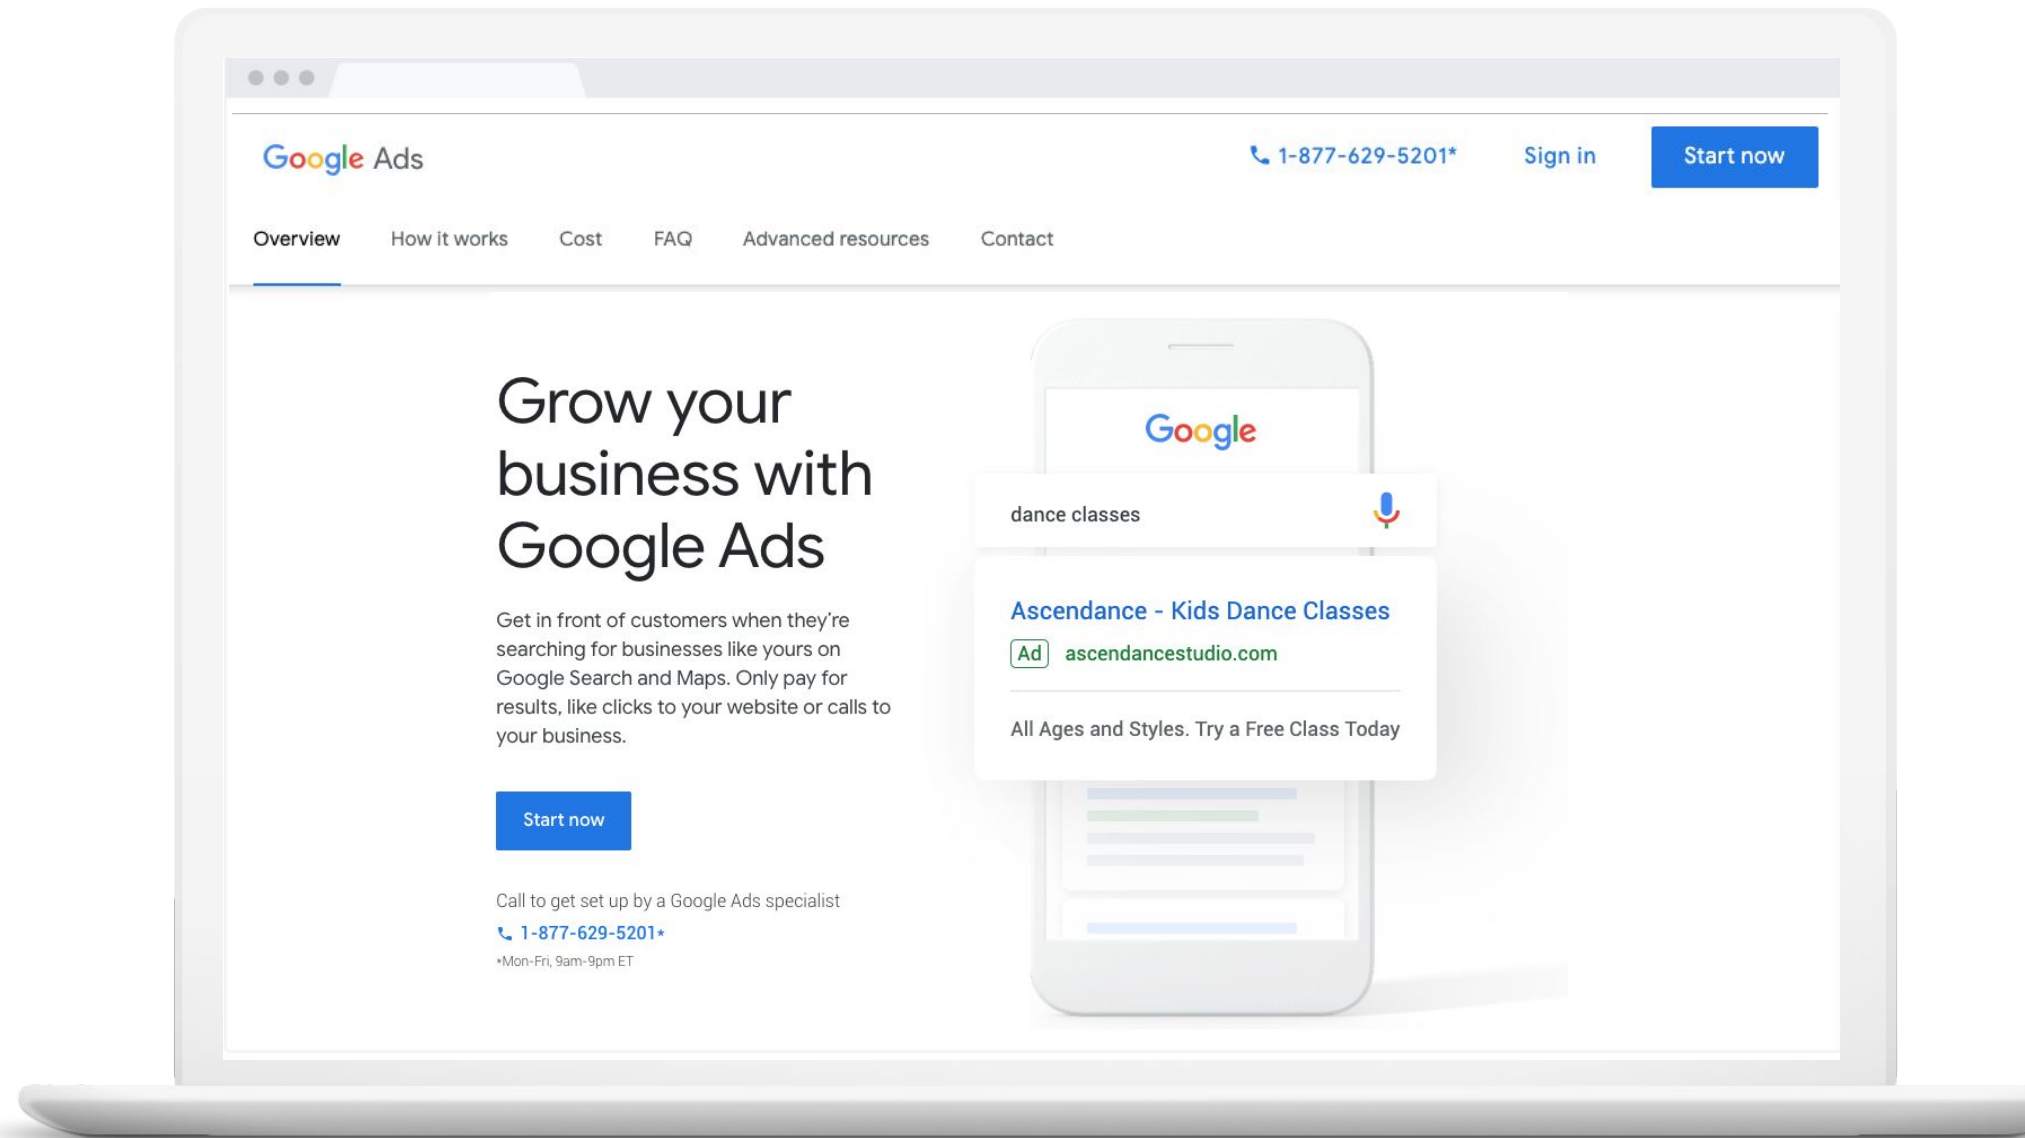 Google Ads
1-877-629-5201*
Sign in
Start now
Overview
How it works
Cost
FAQ
Advanced resources
Contact
Grow your
business with
Google Ads
Get in front of customers when they’re
searching for businesses like yours on
Google Search and Maps. Only pay for
results, like clicks to your website or calls to
your business.
Start now
Call to get set up by a Google Ads specialist
1-877-629-5201*
*Mon-Fri, 9am-9pm ET
Google
dance classes
Ascendance - Kids Dance Classes
Ad ascendancestudio.com
All Ages and Styles. Try a Free Class Today